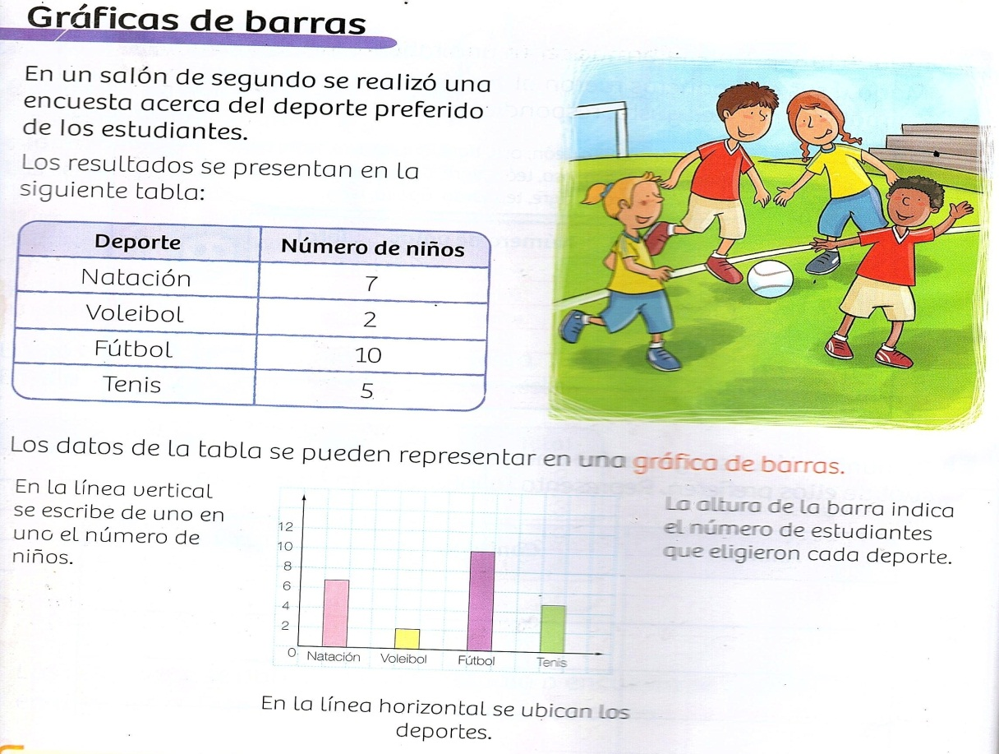 Gráficas de barras
En un salón de segundo se realizó una
encuesta acerca del deporte preferido
de los estudiantes.
Los resultados se presentan en la
siguiente tabla:
Deporte Número de niños
Natación 7
Voleibol 2
Fútbol 10
Tenis 5
Los datos de la tabla se pueden representar en una gráfica de barras.
En la línea vertical
se escribe de uno en
uno el número de
niños.
12
10
8
6
4
2
0
Natación Voleibol Fútbol Tenis
La altura de la barra indica
el número de estudiantes
que eligieron cada deporte.
En la línea horizontal se ubican los
deportes.